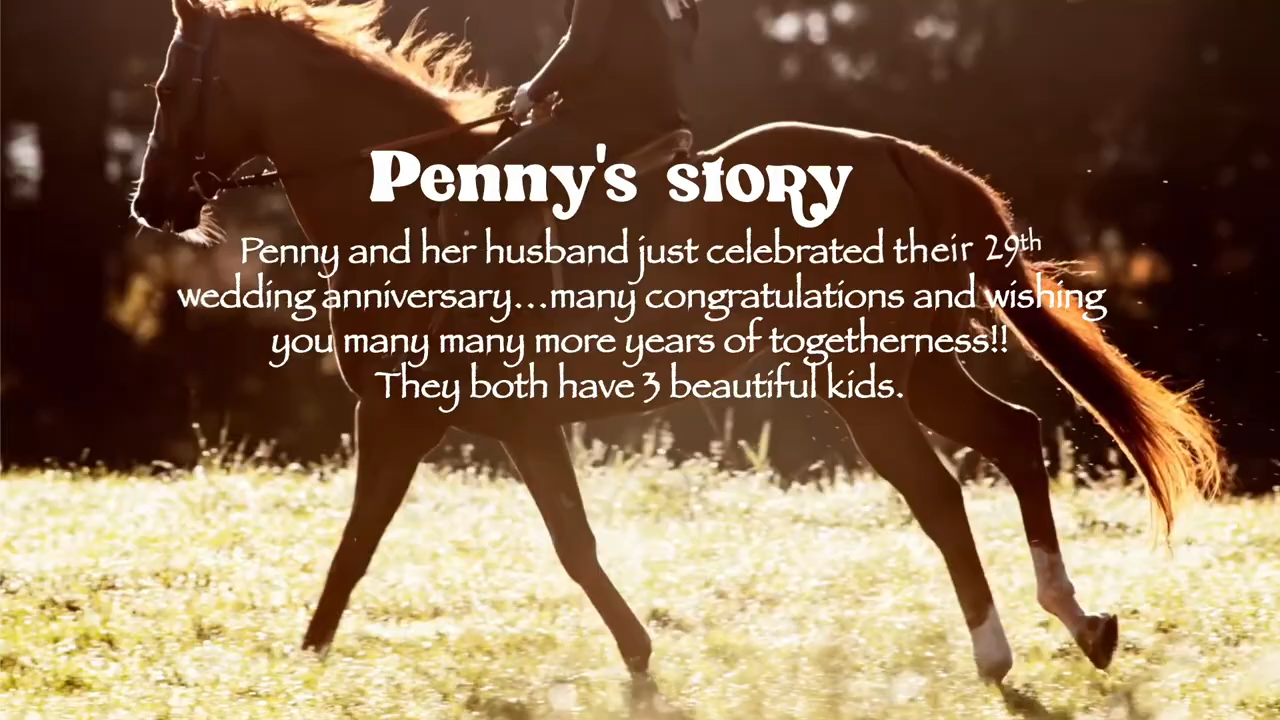 Penny's story
Penny and her husband just celebrated their 29th
wedding anniversary...many congratulations and wishing
you many many more years of togetherness!!
They both have 3 beautiful kids.